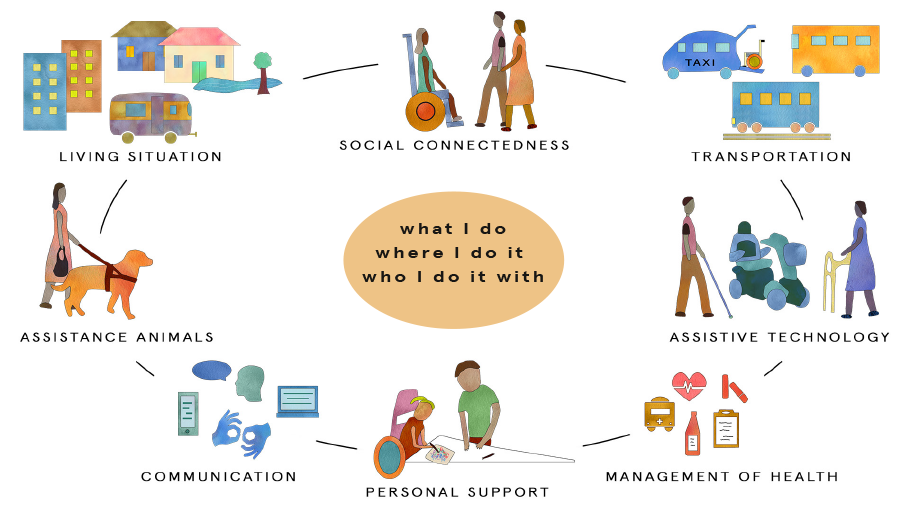 TAXI
LIVING SITUATION
SOCIAL CONNECTEDNESS
TRANSPORTATION
what I do
where I do it
who I do it with
ASSISTANCE ANIMALS
ASSISTIVE TECHNOLOGY
COMMUNICATION
PERSONAL SUPPORT
MANAGEMENT OF HEALTH